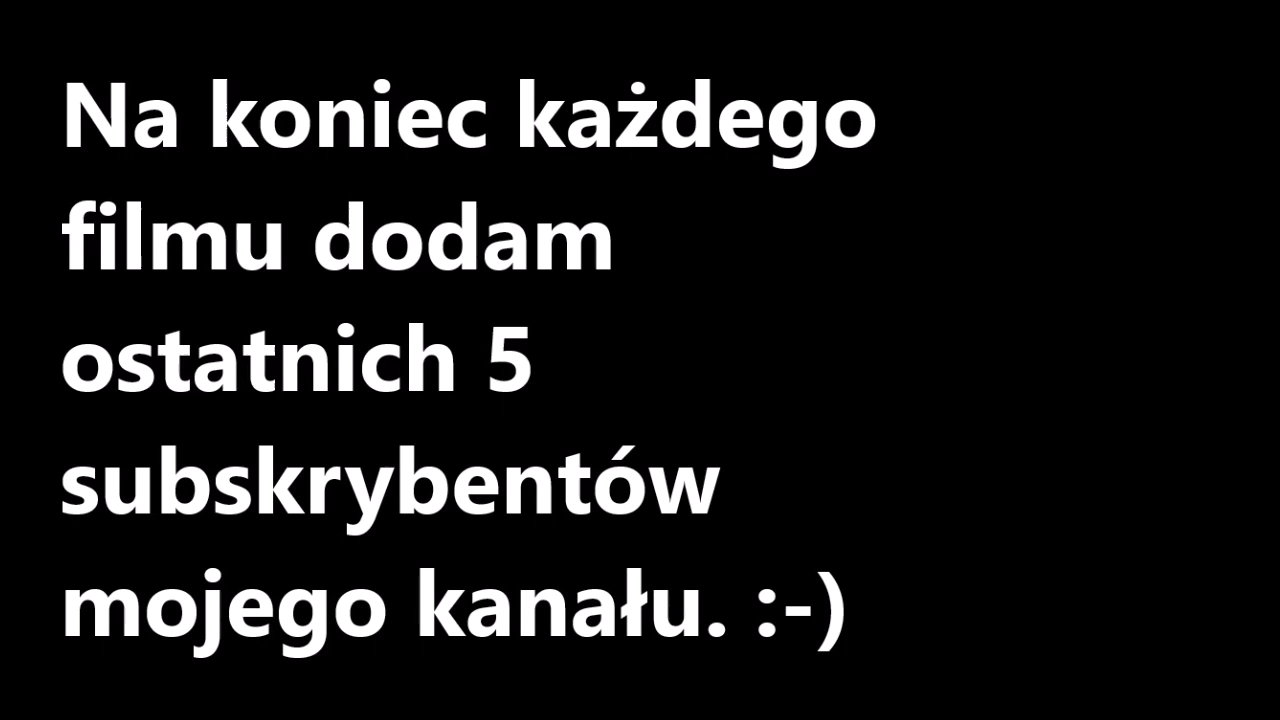 Na koniec każdego
filmu dodam
ostatnich 5
subskrybentów
mojego kanału. :-)